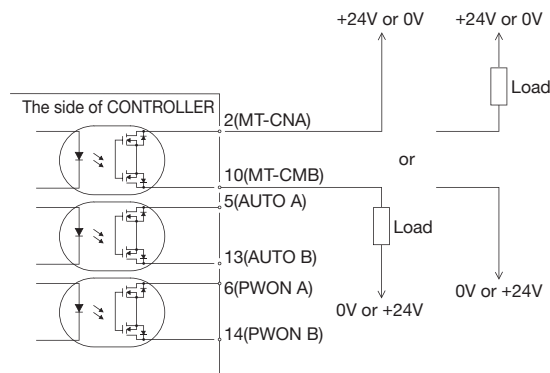 +24V or 0V
+24V or 0V
Load
The side of CONTROLLER
2(MT-CNA)
or
10(MT-CMB)
5(AUTO A)
Load
13(AUTO B)
6(PWON A)
0V or +24V
0V or +24V
14(PWON B)